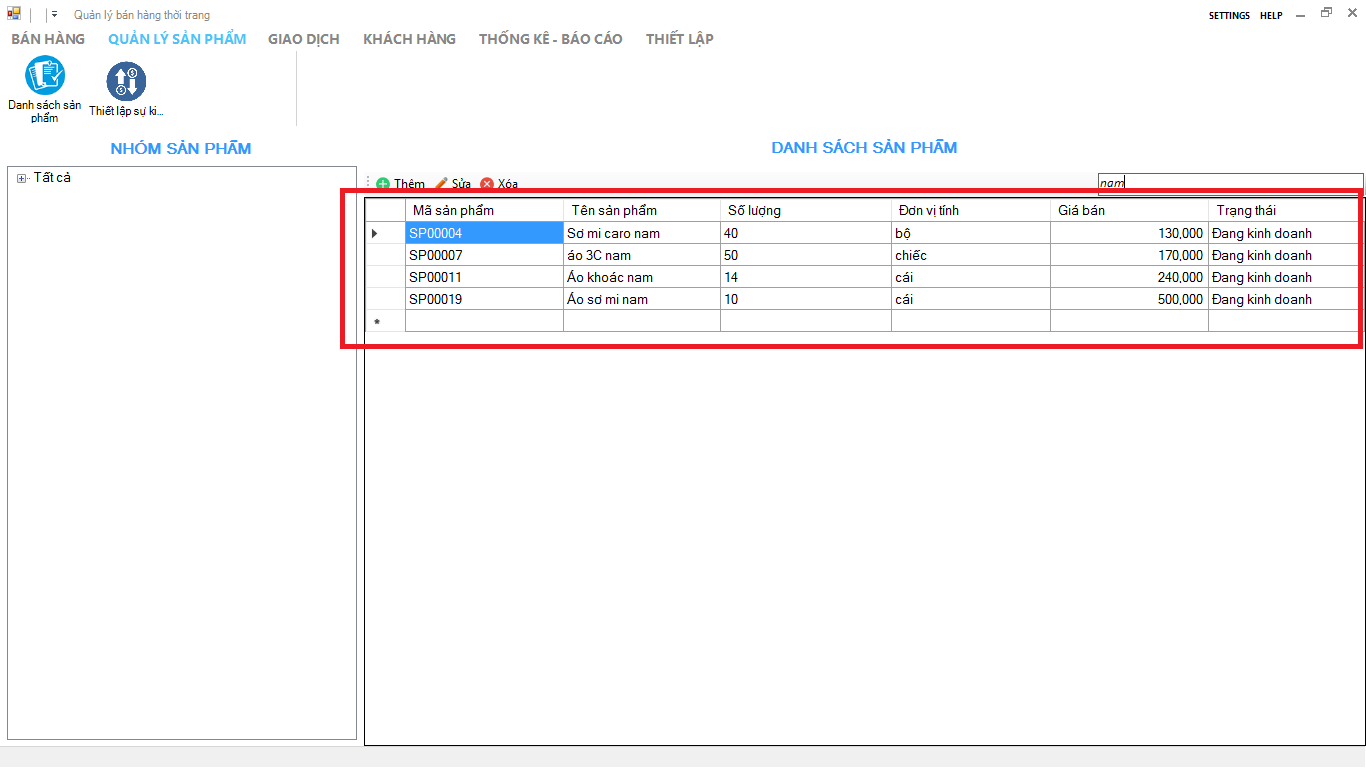 Quản lý bán hàng thời trang
SETTINGS HELP
BÁN HÀNG QUẢN LÝ SẢN PHẨM GIAO DỊCH KHÁCH HÀNG THỐNG KÊ - BÁO CÁO THIẾT LẬP
Danh sách sản
phẩm
Thiết lập sự ki...
NHÓM SẢN PHẨM
DANH SÁCH SẢN PHẨM
Tất cả
Thêm Sửa Xóa
nam
Mã sản phẩm Tên sản phẩm Số lượng Đơn vị tính Giá bán Trạng thái
SP00004 Sơ mi caro nam 40 bộ 130,000 Đang kinh doanh
SP00007 áo 3C nam 50 chiếc 170,000 Đang kinh doanh
SP00011 Áo khoác nam 14 cái 240,000 Đang kinh doanh
SP00019 Áo sơ mi nam 10 cái 500,000 Đang kinh doanh